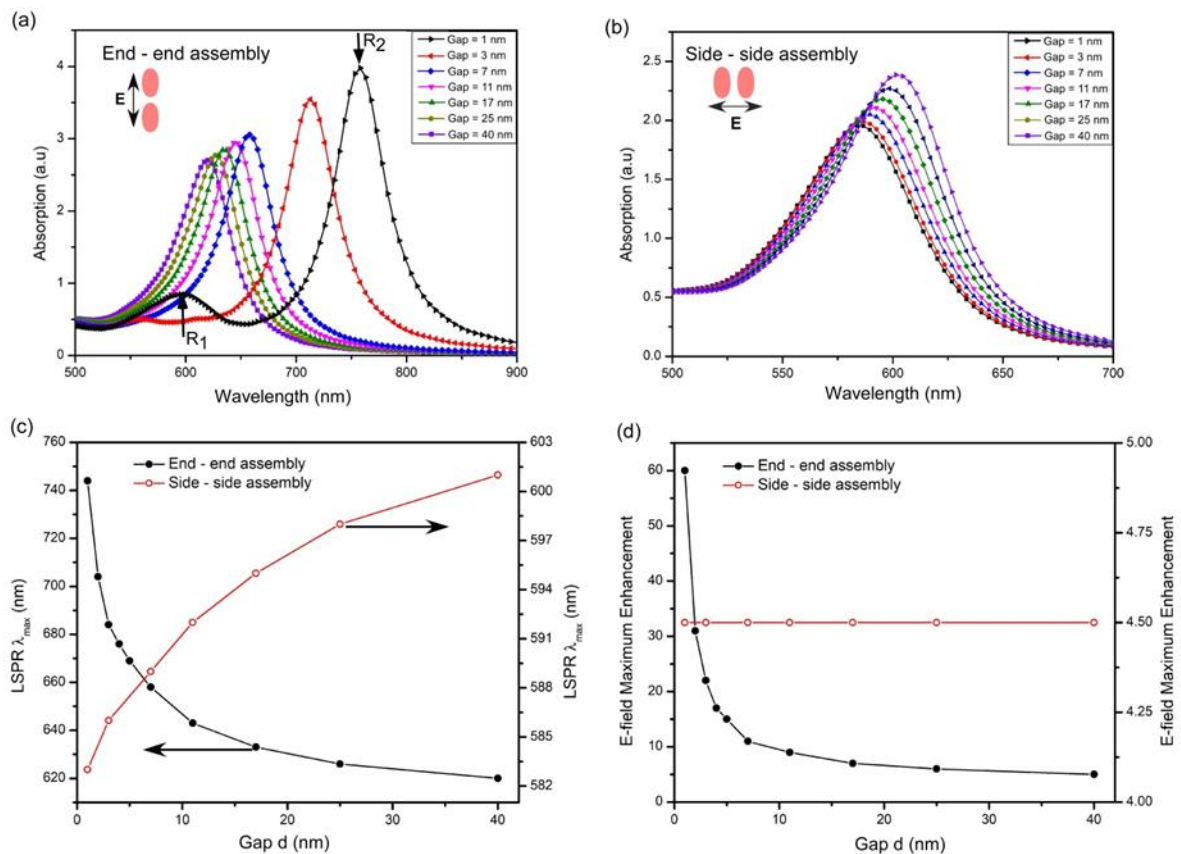 (a)
End - end assembly
E
R₂
R₁
Gap = 1 nm
Gap = 3 nm
Gap = 7 nm
Gap = 11 nm
Gap = 17 nm
Gap = 25 nm
Gap = 40 nm
4
3
2
1
0
Absorption (a.u)
500 600 700 800 900
Wavelength (nm)
(b)
Side - side assembly
E
Gap = 1 nm
Gap = 3 nm
Gap = 7 nm
Gap = 11 nm
Gap = 17 nm
Gap = 25 nm
Gap = 40 nm
2.5
2.0
1.5
1.0
0.5
0.0
Absorption (a.u)
500 550 600 650 700
Wavelength (nm)
(c)
End - end assembly
Side - side assembly
760
740
720
700
680
660
640
620
LSPR λmax (nm)
603
600
597
594
591
588
585
582
LSPR λmax (nm)
0 10 20 30 40
Gap d (nm)
(d)
End - end assembly
Side - side assembly
60
50
40
30
20
10
0
E-field Maximum Enhancement
5.00
4.75
4.50
4.25
4.00
E-field Maximum Enhancement
0 10 20 30 40
Gap d (nm)